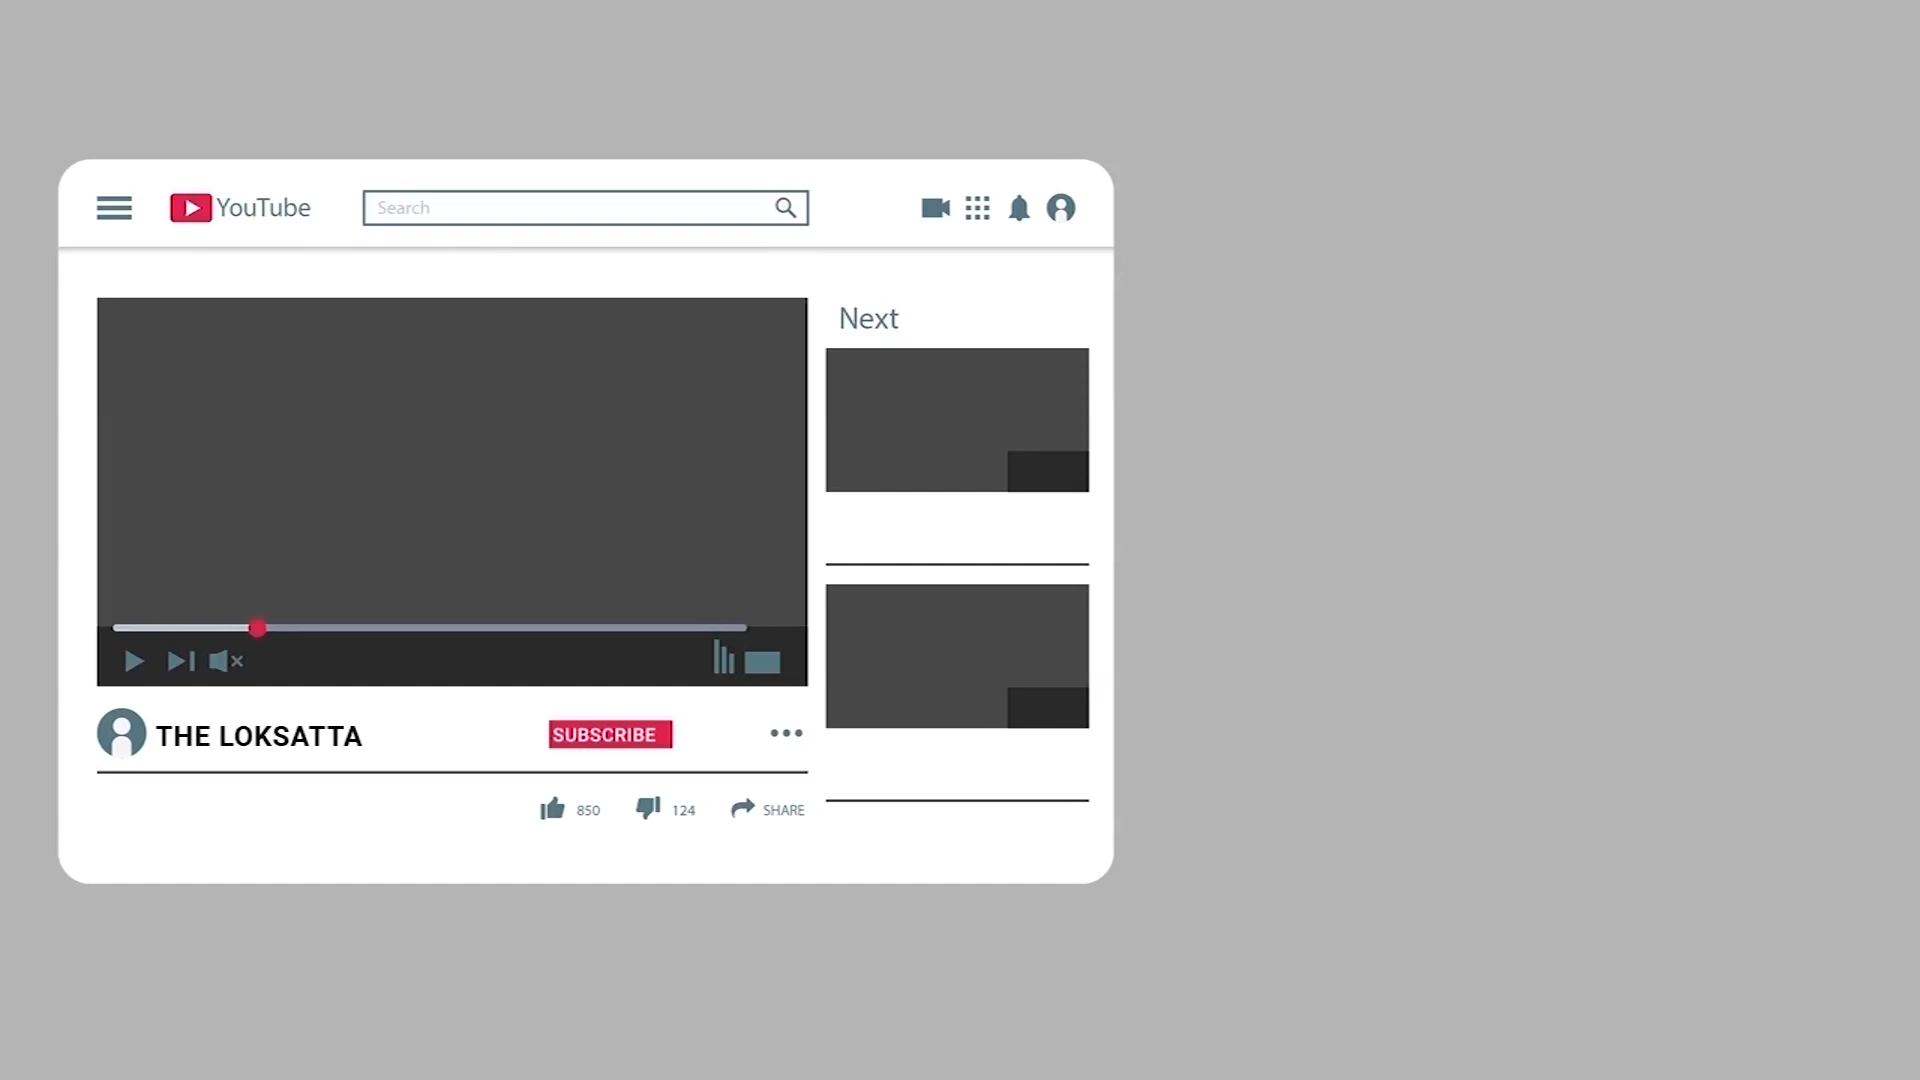 YouTube
Search
Next
THE LOKSATTA
SUBSCRIBE
850
124
SHARE